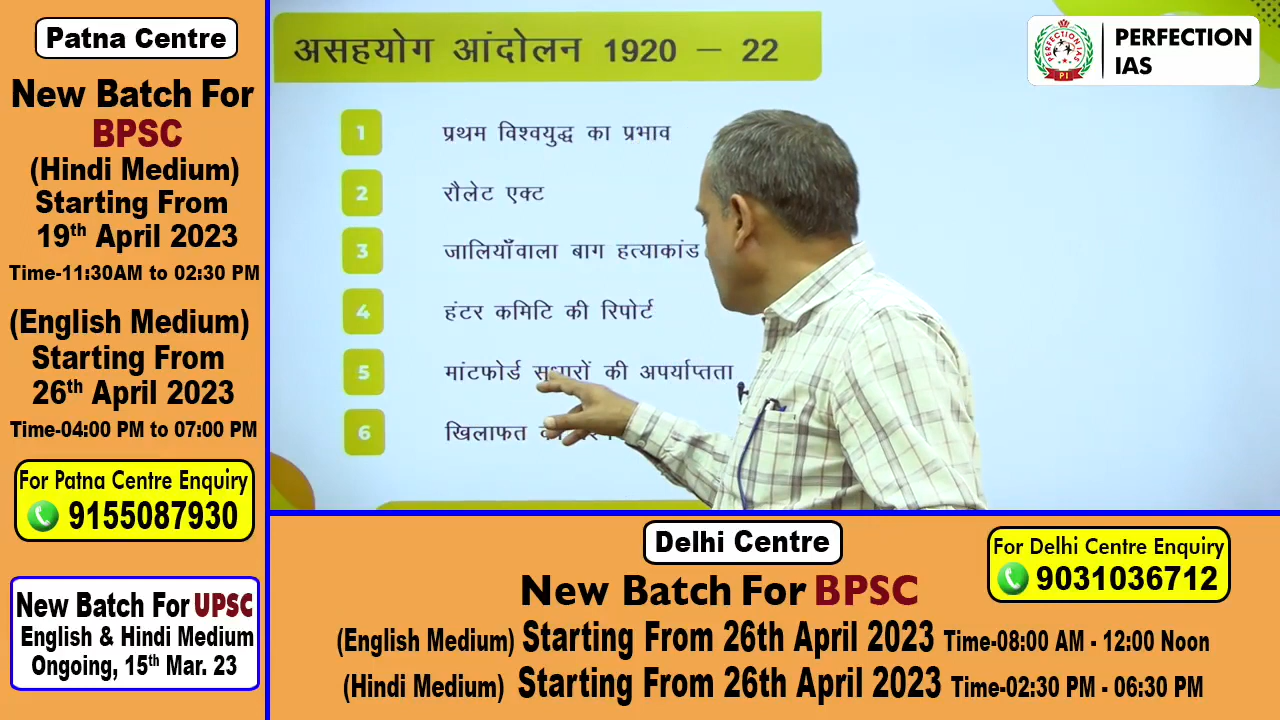 Patna Centre
New Batch For
BPSC
(Hindi Medium)
Starting From
19th April 2023
Time-11:30AM to 02:30 PM
(English Medium)
Starting From
26th April 2023
Time-04:00 PM to 07:00 PM
For Patna Centre Enquiry
9155087930
New Batch For UPSC
English & Hindi Medium
Ongoing, 15th Mar. 23
असहयोग आंदोलन 1920 – 22
1 प्रथम विश्वयुद्ध का प्रभाव
2 रौलेट एक्ट
3 जालियाँवाला बाग हत्याकांड
4 हंटर कमिटि की रिपोर्ट
5 मांटफोर्ड सुधारों की अपर्याप्तता
6 खिलाफत
PERFECTION IAS
PERFECTION
IAS
PI
Delhi Centre
New Batch For BPSC
(English Medium) Starting From 26th April 2023 Time-08:00 AM - 12:00 Noon
(Hindi Medium) Starting From 26th April 2023 Time-02:30 PM - 06:30 PM
For Delhi Centre Enquiry
9031036712